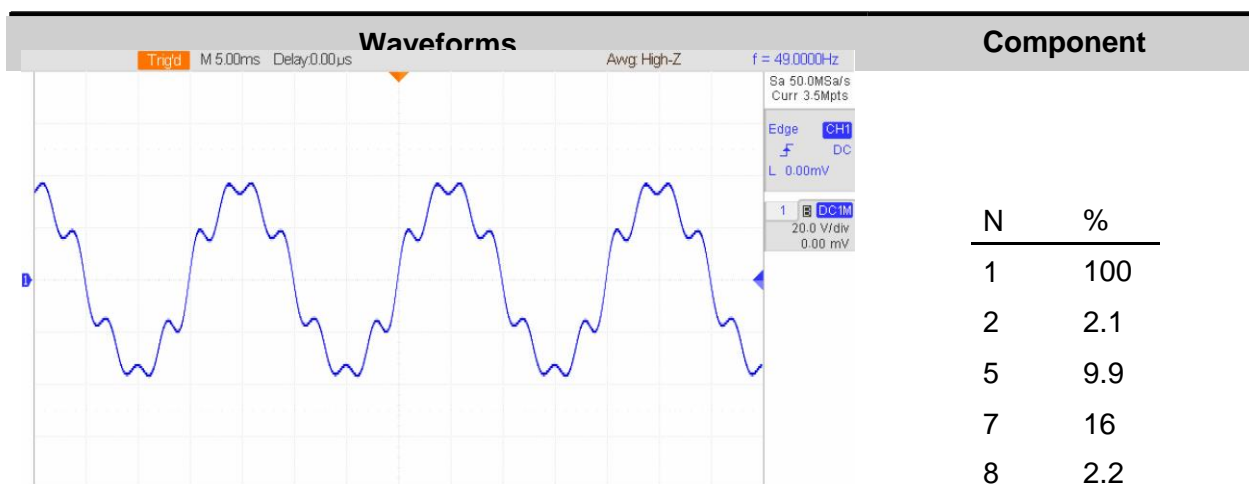 Waveforms
Component
Trig'd M 5.00ms Delay:0.00µs Awg: High-Z f = 49.0000Hz
Sa 50.0MSa/s
Curr 3.5Mpts
Edge CH1
DC
L 0.00mV
1 B DC1M
20.0 V/div
0.00 mV
1
N %
1 100
2 2.1
5 9.9
7 16
8 2.2